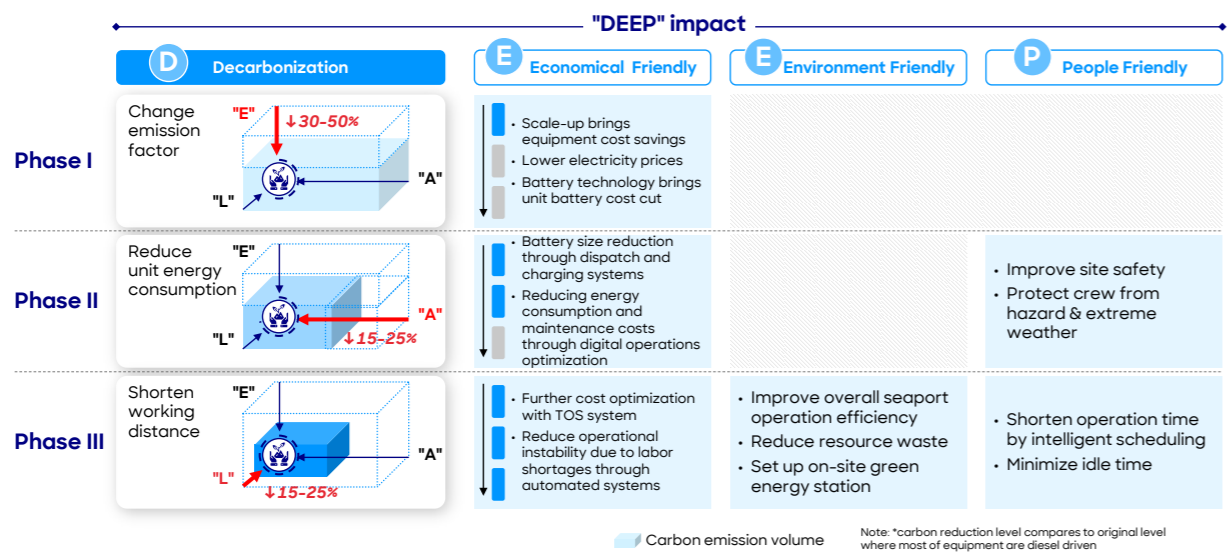 "DEEP" impact
D Decarbonization
E Economical Friendly
E Environment Friendly
P People Friendly
Phase I
Change
emission
factor
"E"
↓30-50%
"A"
"L"
• Scale-up brings
equipment cost savings
• Lower electricity prices
• Battery technology brings
unit battery cost cut
Phase II
Reduce
unit energy
consumption
"E"
"A"
"L"
↓15-25%
• Battery size reduction
through dispatch and
charging systems
• Reducing energy
consumption and
maintenance costs
through digital operations
optimization
• Improve site safety
• Protect crew from
hazard & extreme
weather
Phase III
Shorten
working
distance
"E"
"A"
"L"
↓15-25%
• Further cost optimization
with TOS system
• Reduce operational
instability due to labor
shortages through
automated systems
• Improve overall seaport
operation efficiency
• Reduce resource waste
• Set up on-site green
energy station
• Shorten operation time
by intelligent scheduling
• Minimize idle time
Carbon emission volume
Note: *carbon reduction level compares to original level
where most of equipment are diesel driven